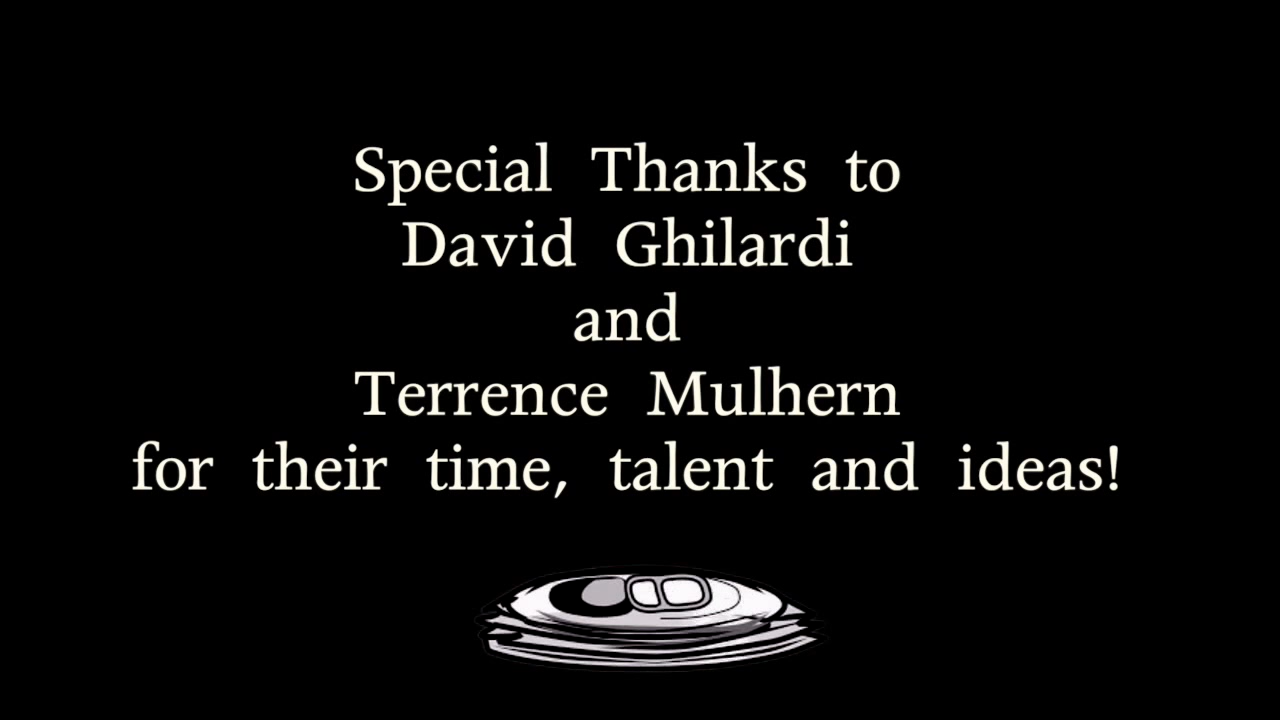 Special Thanks to
David Ghilardi
and
Terrence Mulhern
for their time, talent and ideas!